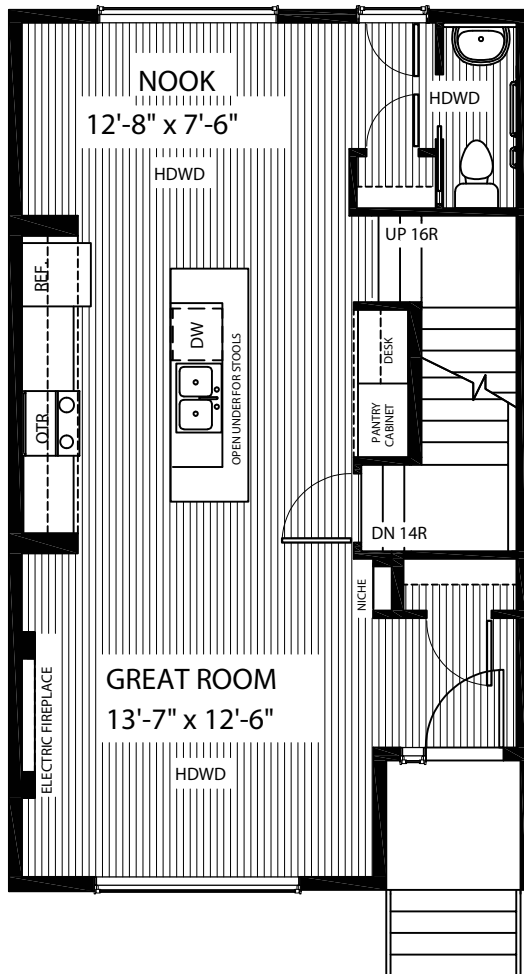 NOOK
12'-8" x 7'-6"
HDWD
HDWD
UP 16R
REF.
DW
OPEN UNDER FOR STOOLS
DESK
PANTRY
CABINET
OTR
DN 14R
NICHE
ELECTRIC FIREPLACE
GREAT ROOM
13'-7" x 12'-6"
HDWD